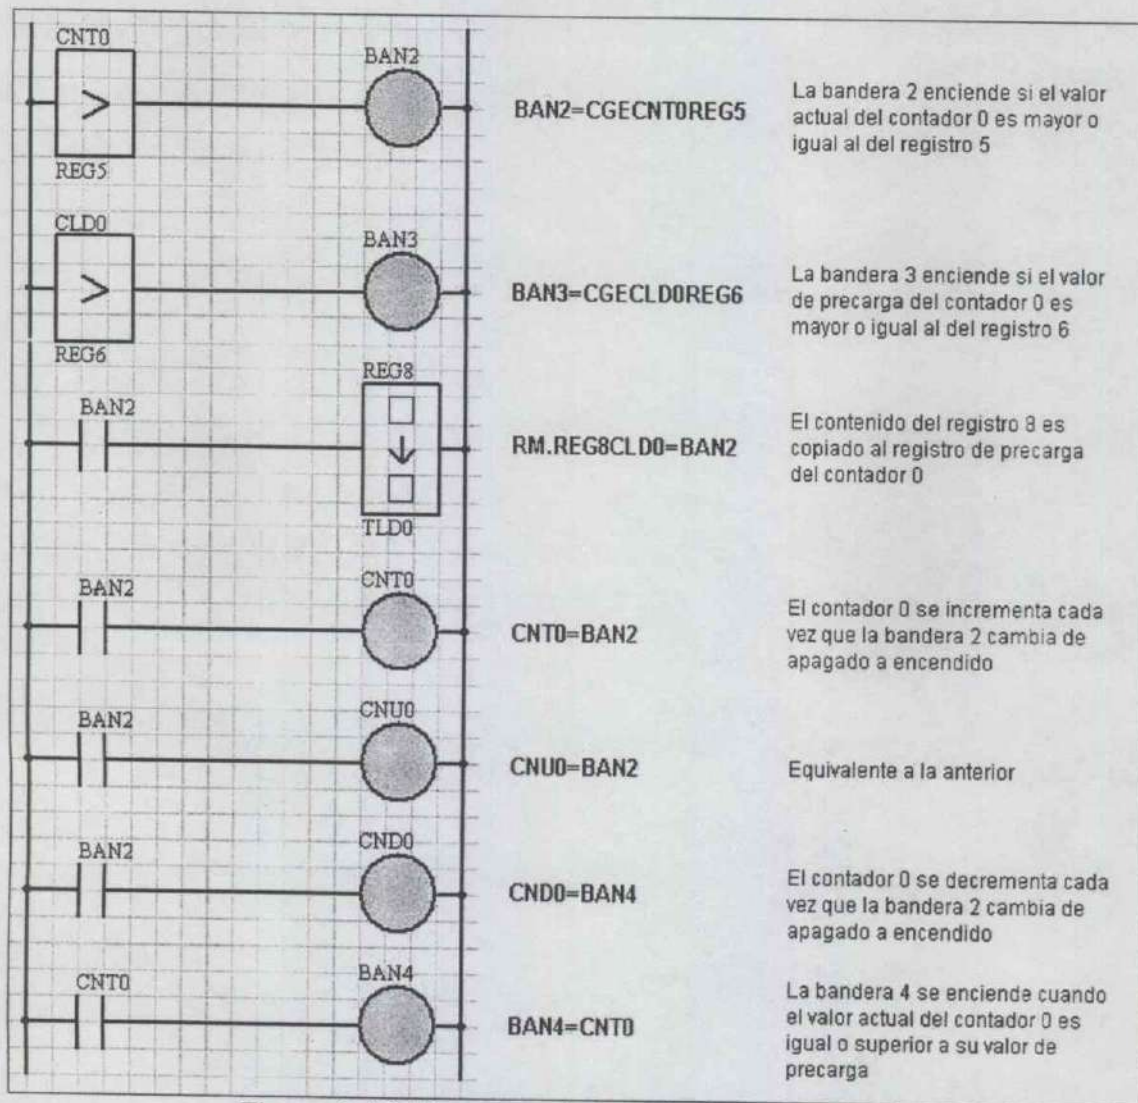 CNT0
BAN2
REG5
BAN2=CGECNT0REG5
La bandera 2 enciende si el valor
actual del contador 0 es mayor o
igual al del registro 5
CLD0
BAN3
REG6
BAN3=CGECLD0REG6
La bandera 3 enciende si el valor
de precarga del contador 0 es
mayor o igual al del registro 6
BAN2
REG8
TLD0
RM.REG8CLD0=BAN2
El contenido del registro 8 es
copiado al registro de precarga
del contador 0
BAN2
CNT0
CNT0=BAN2
El contador 0 se incrementa cada
vez que la bandera 2 cambia de
apagado a encendido
BAN2
CNU0
CNU0=BAN2
Equivalente a la anterior
BAN2
CND0
CND0=BAN4
El contador 0 se decrementa cada
vez que la bandera 2 cambia de
apagado a encendido
CNT0
BAN4
BAN4=CNT0
La bandera 4 se enciende cuando
el valor actual del contador 0 es
igual o superior a su valor de
precarga